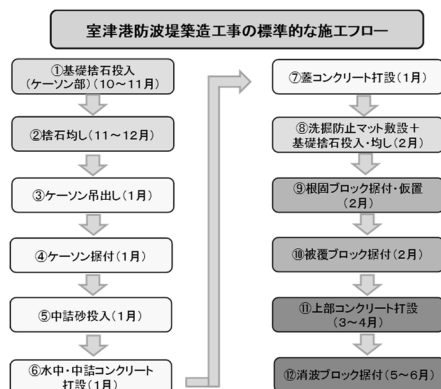 室津港防波堤築造工事の標準的な施工フロー
①基礎捨石投入
(ケーソン部)(10～11月)
②捨石均し(11～12月)
③ケーソン吊出し(1月)
④ケーソン据付(1月)
⑤中詰砂投入(1月)
⑥水中・中詰コンクリート
打設(1月)
⑦蓋コンクリート打設(1月)
⑧洗掘防止マット敷設＋
基礎捨石投入・均し(2月)
⑨根固ブロック据付・仮置
(2月)
⑩被覆ブロック据付(2月)
⑪上部コンクリート打設
(3～4月)
⑫消波ブロック据付(5～6月)